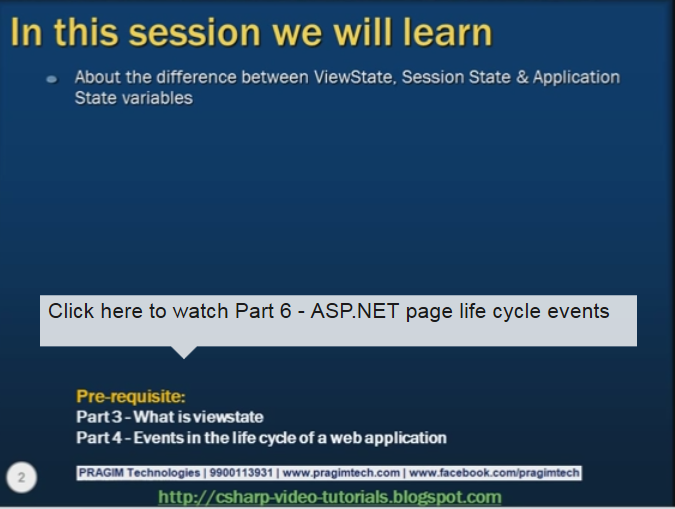 In this session we will learn
About the difference between ViewState, Session State & Application
State variables
Click here to watch Part 6 - ASP.NET page life cycle events
Pre-requisite:
Part 3 - What is viewstate
Part 4 - Events in the life cycle of a web application
2
PRAGIM Technologies | 9900113931 | www.pragimtech.com | www.facebook.com/pragimtech
http://csharp-video-tutorials.blogspot.com